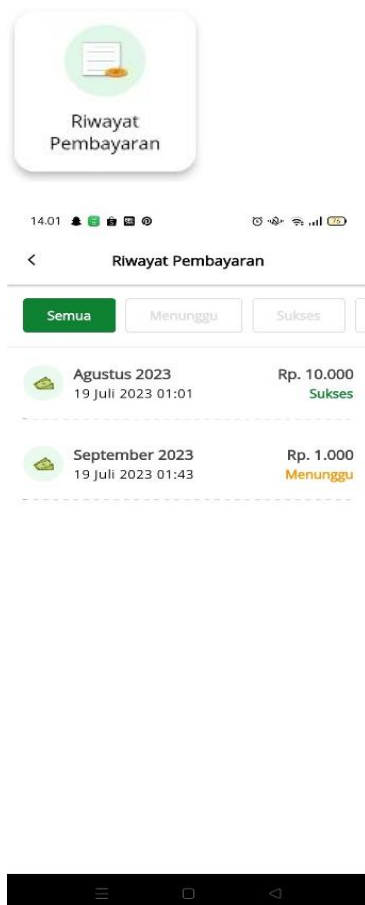 Riwayat
Pembayaran
14.01 76
Riwayat Pembayaran
Semua Menunggu Sukses
Agustus 2023 Rp. 10.000
19 Juli 2023 01:01 Sukses
September 2023 Rp. 1.000
19 Juli 2023 01:43 Menunggu